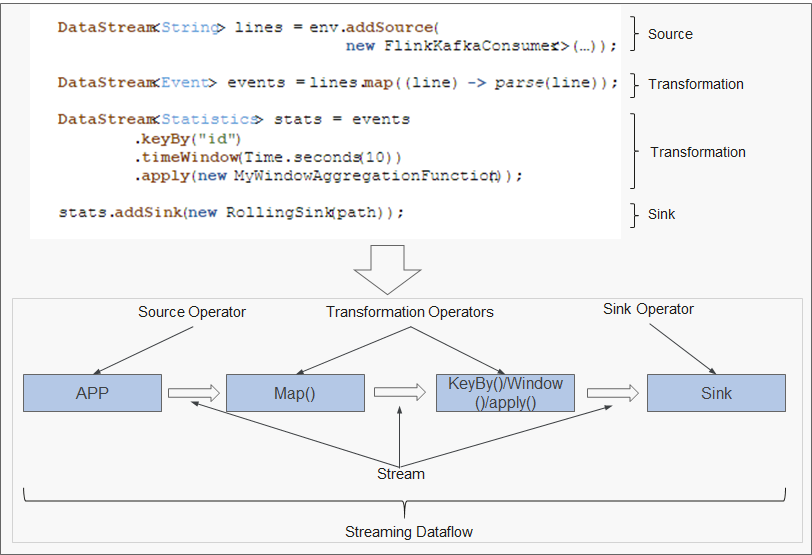 DataStream<String> lines = env.addSource(
new FlinkKafkaConsumer<>(…));
Source
DataStream<Event> events = lines.map((line) -> parse(line));
Transformation
DataStream<Statistics> stats = events
.keyBy("id")
.timeWindow(Time.seconds(10))
.apply(new MyWindowAggregationFunction());
Transformation
stats.addSink(new RollingSink(path));
Sink
Source Operator
Transformation Operators
Sink Operator
APP
Map()
KeyBy()/Window
()/apply()
Sink
Stream
Streaming Dataflow